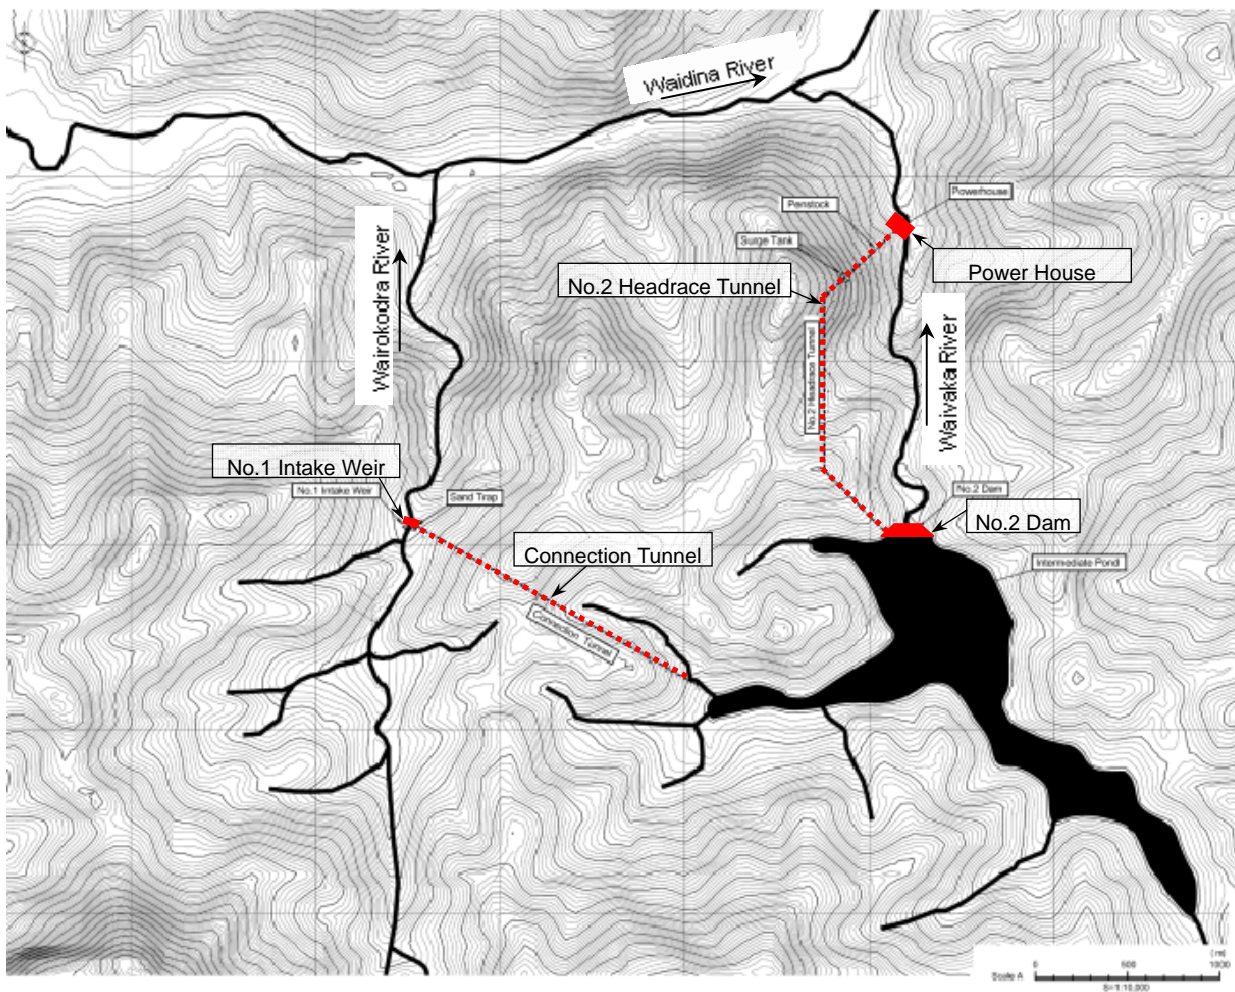 Waidina River
Powerhouse
Penstock
Surge Tank
Power House
No.2 Headrace Tunnel
Wairokodra River
No.2 Headrace Tunnel
Waivaka River
No.1 Intake Weir
No.1 Intake Weir
Sand Trap
No.2 Dam
No.2 Dam
Connection Tunnel
Intermediate Pond
Connection Tunnel
(m)
Scale A
0 500 1000
S=1:10,000